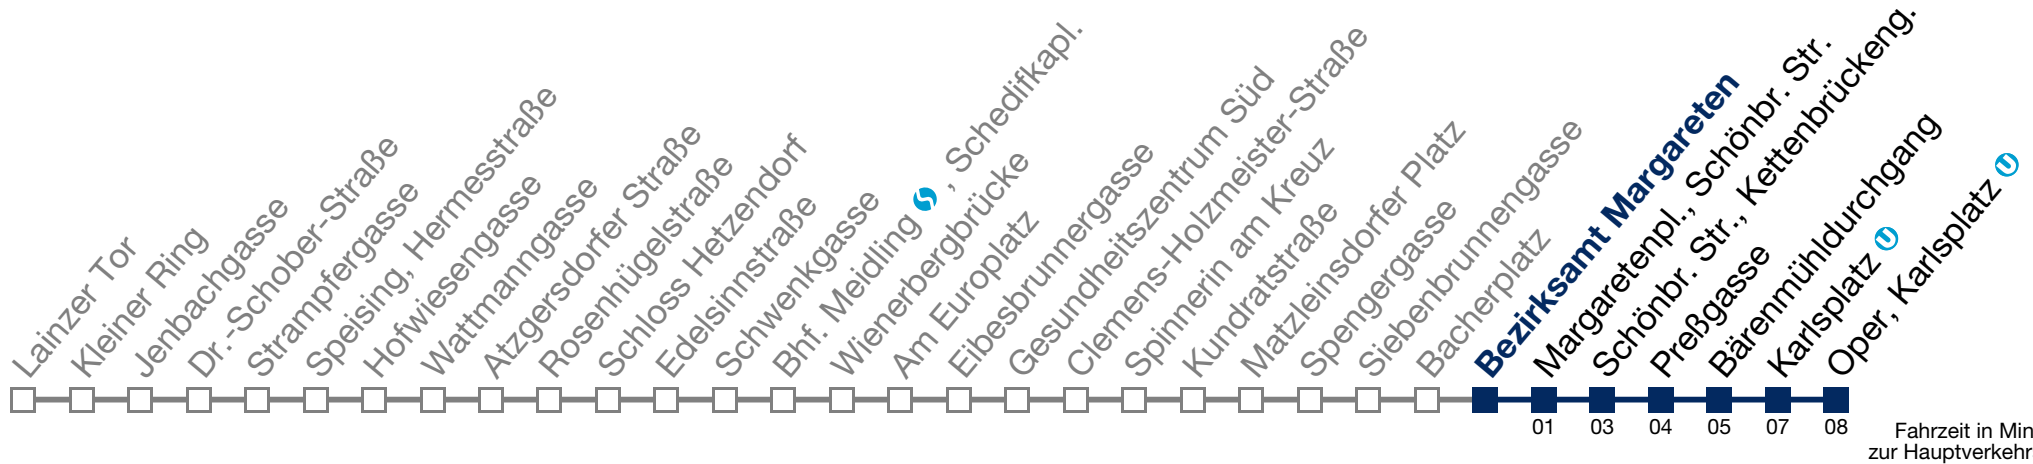 Lainzer Tor
Kleiner Ring
Jenbachgasse
Dr.-Schober-Straße
Strampfergasse
Speising, Hermesstraße
Hofwiesengasse
Wattmanngasse
Atzgersdorfer Straße
Rosenhügelstraße
Schloss Hetzendorf
Edelsinnstraße
Schwenkgasse
Bhf. Meidling S , Schedifkapl.
Wienerbergbrücke
Am Europlatz
Eibesbrunnergasse
Gesundheitszentrum Süd
Clemens-Holzmeister-Straße
Spinnerin am Kreuz
Kundratstraße
Matzleinsdorfer Platz
Spengergasse
Siebenbrunnengasse
Bacherplatz
Bezirksamt Margareten
Margaretenpl., Schönbr. Str.
Schönbr. Str., Kettenbrückeng.
Preßgasse
Bärenmühldurchgang
Karlsplatz U
Oper, Karlsplatz U
01 03 04 05 07 08
Fahrzeit in Min
zur Hauptverkehr